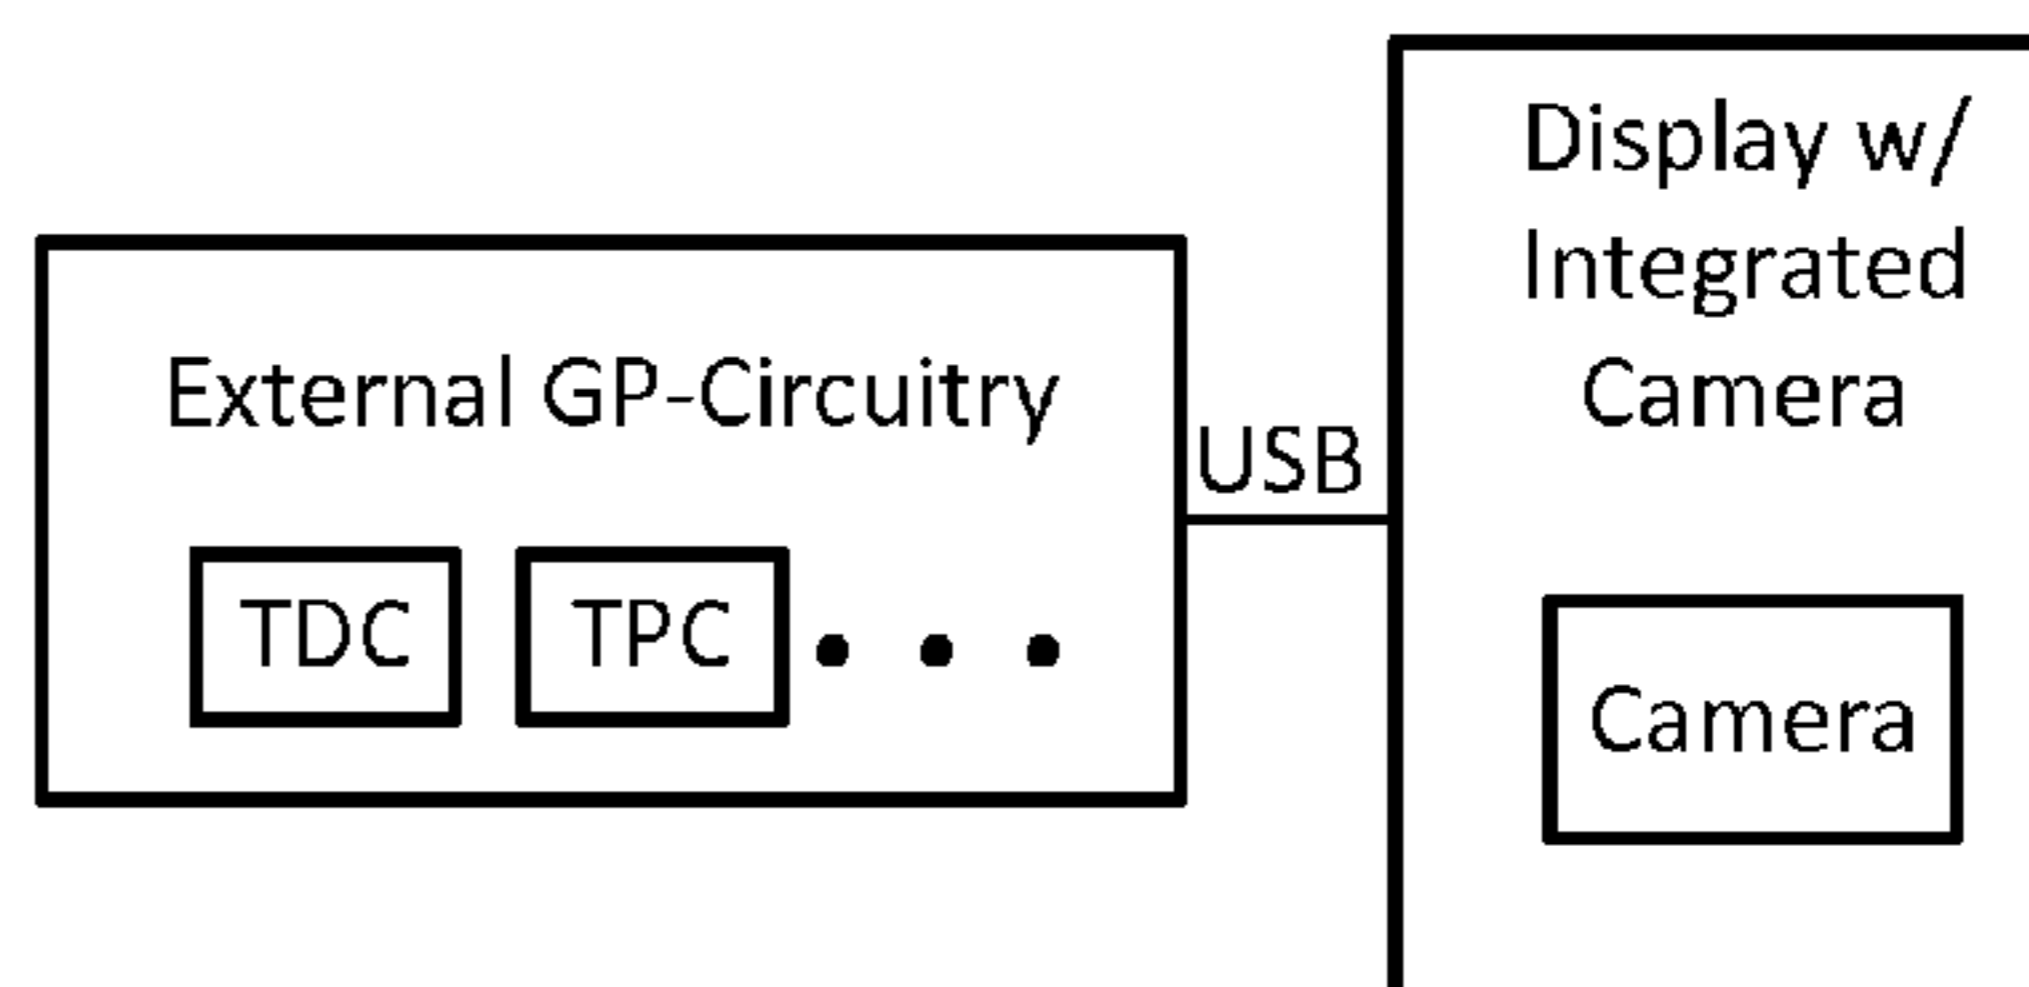 External GP-Circuitry
TDC
TPC
USB
Display w/
Integrated
Camera
Camera